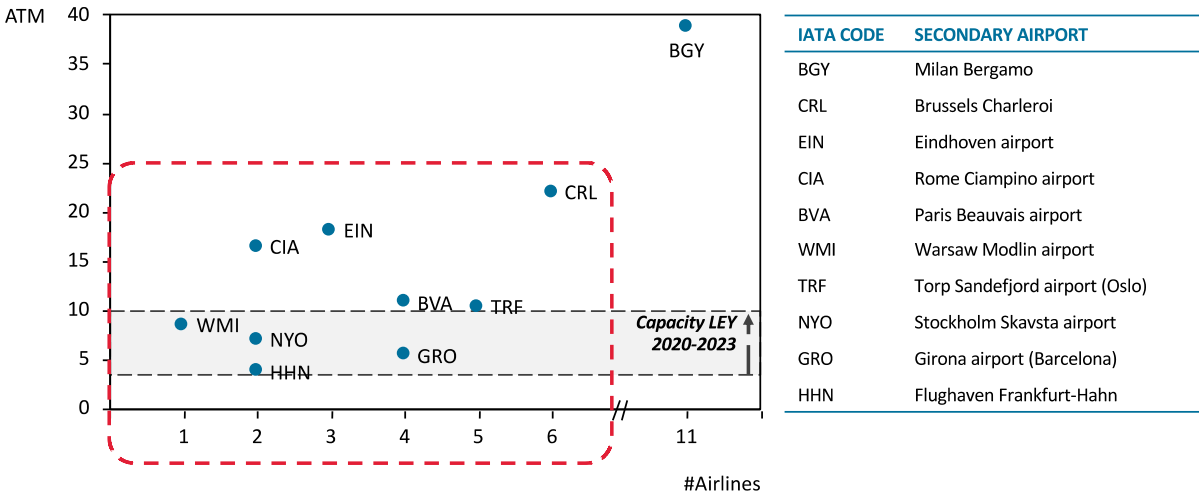 ATM
40
35
30
25
20
15
10
5
0
BGY
CRL
EIN
CIA
BVA
TRF
WMI
NYO
GRO
HHN
Capacity LEY
2020-2023
1 2 3 4 5 6 11
#Airlines
IATA CODE SECONDARY AIRPORT
BGY Milan Bergamo
CRL Brussels Charleroi
EIN Eindhoven airport
CIA Rome Ciampino airport
BVA Paris Beauvais airport
WMI Warsaw Modlin airport
TRF Torp Sandefjord airport (Oslo)
NYO Stockholm Skavsta airport
GRO Girona airport (Barcelona)
HHN Flughaven Frankfurt-Hahn